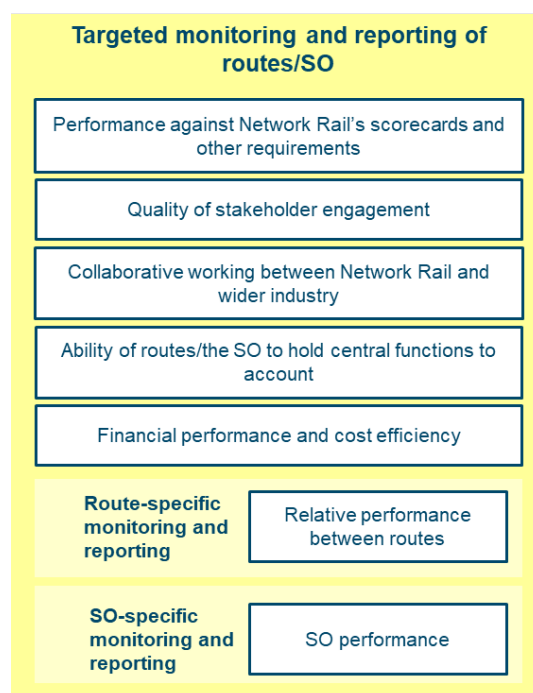 Targeted monitoring and reporting of
routes/SO
Performance against Network Rail's scorecards and
other requirements
Quality of stakeholder engagement
Collaborative working between Network Rail and
wider industry
Ability of routes/the SO to hold central functions to
account
Financial performance and cost efficiency
Route-specific
monitoring and
reporting
Relative performance
between routes
SO-specific
monitoring and
reporting
SO performance